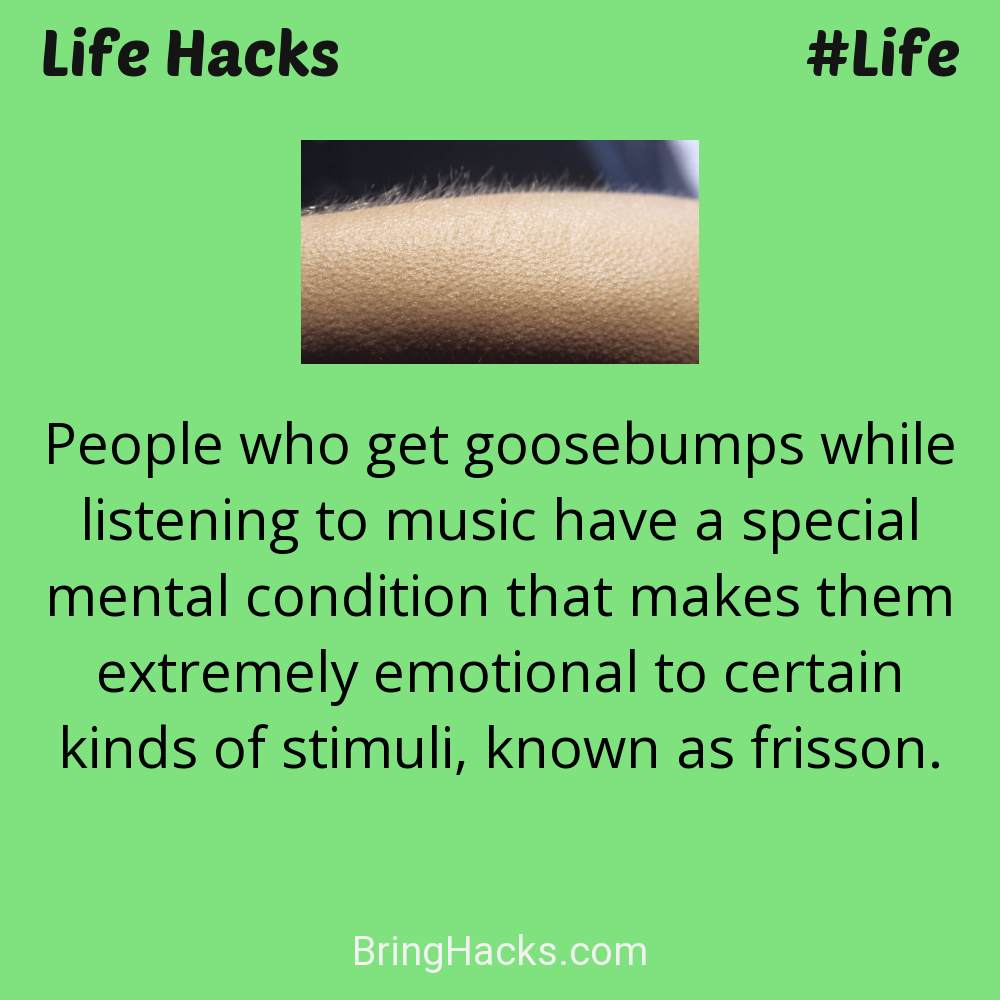 Life Hacks
#Life
People who get goosebumps while
listening to music have a special
mental condition that makes them
extremely emotional to certain
kinds of stimuli, known as frisson.
BringHacks.com